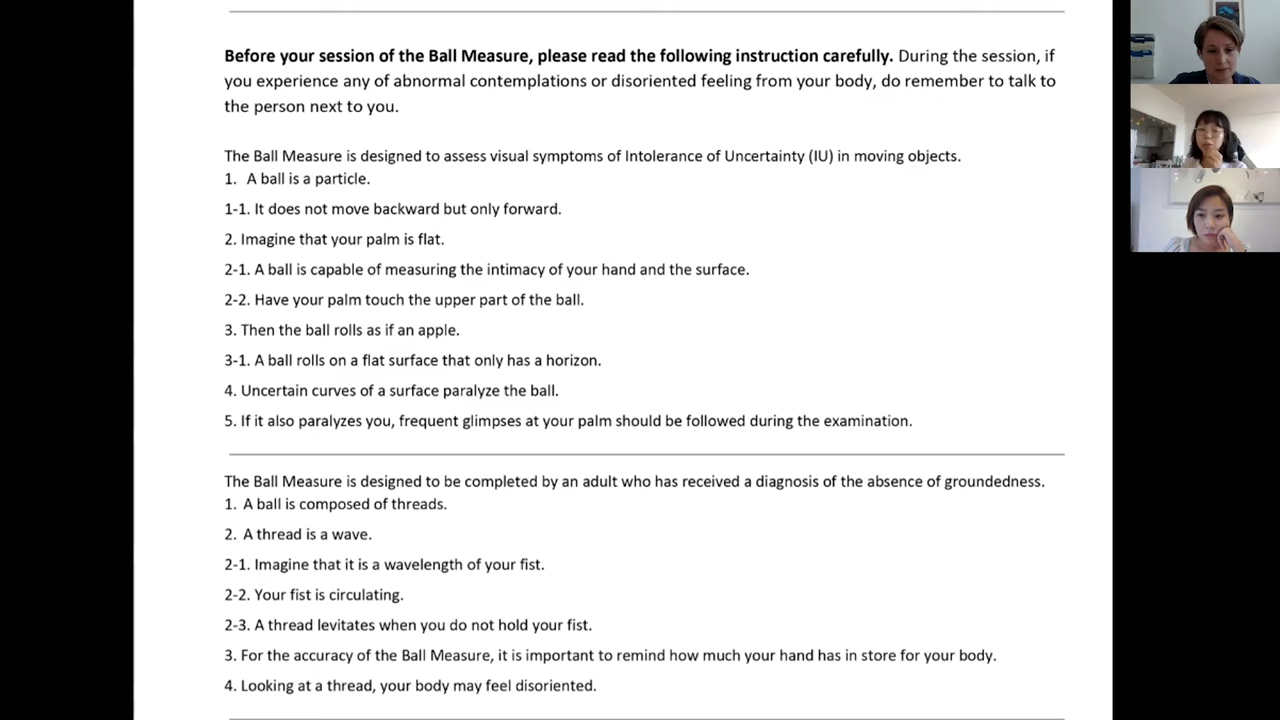 Before your session of the Ball Measure, please read the following instruction carefully. During the session, if
you experience any of abnormal contemplations or disoriented feeling from your body, do remember to talk to
the person next to you.
The Ball Measure is designed to assess visual symptoms of Intolerance of Uncertainty (IU) in moving objects.
1. A ball is a particle.
1-1. It does not move backward but only forward.
2. Imagine that your palm is flat.
2-1. A ball is capable of measuring the intimacy of your hand and the surface.
2-2. Have your palm touch the upper part of the ball.
3. Then the ball rolls as if an apple.
3-1. A ball rolls on a flat surface that only has a horizon.
4. Uncertain curves of a surface paralyze the ball.
5. If it also paralyzes you, frequent glimpses at your palm should be followed during the examination.
The Ball Measure is designed to be completed by an adult who has received a diagnosis of the absence of groundedness.
1. A ball is composed of threads.
2. A thread is a wave.
2-1. Imagine that it is a wavelength of your fist.
2-2. Your fist is circulating.
2-3. A thread levitates when you do not hold your fist.
3. For the accuracy of the Ball Measure, it is important to remind how much your hand has in store for your body.
4. Looking at a thread, your body may feel disoriented.